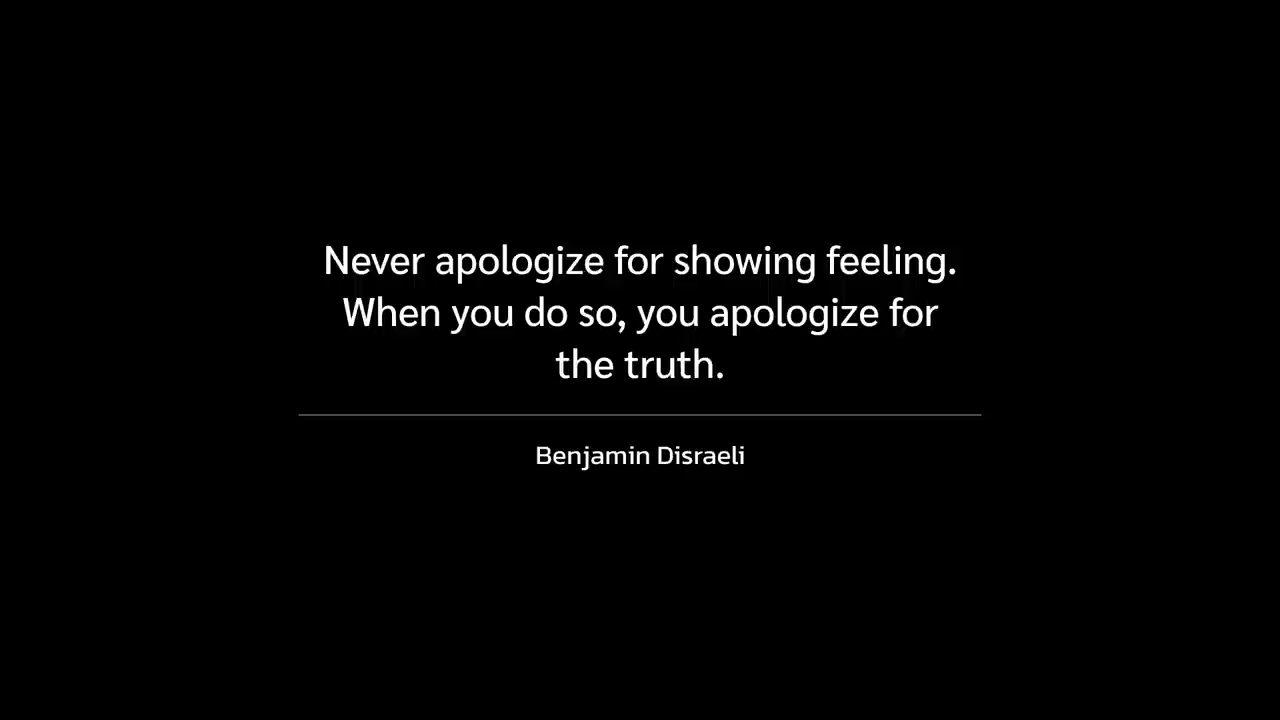 Never apologize for showing feeling.
When you do so, you apologize for
the truth.
Benjamin Disraeli